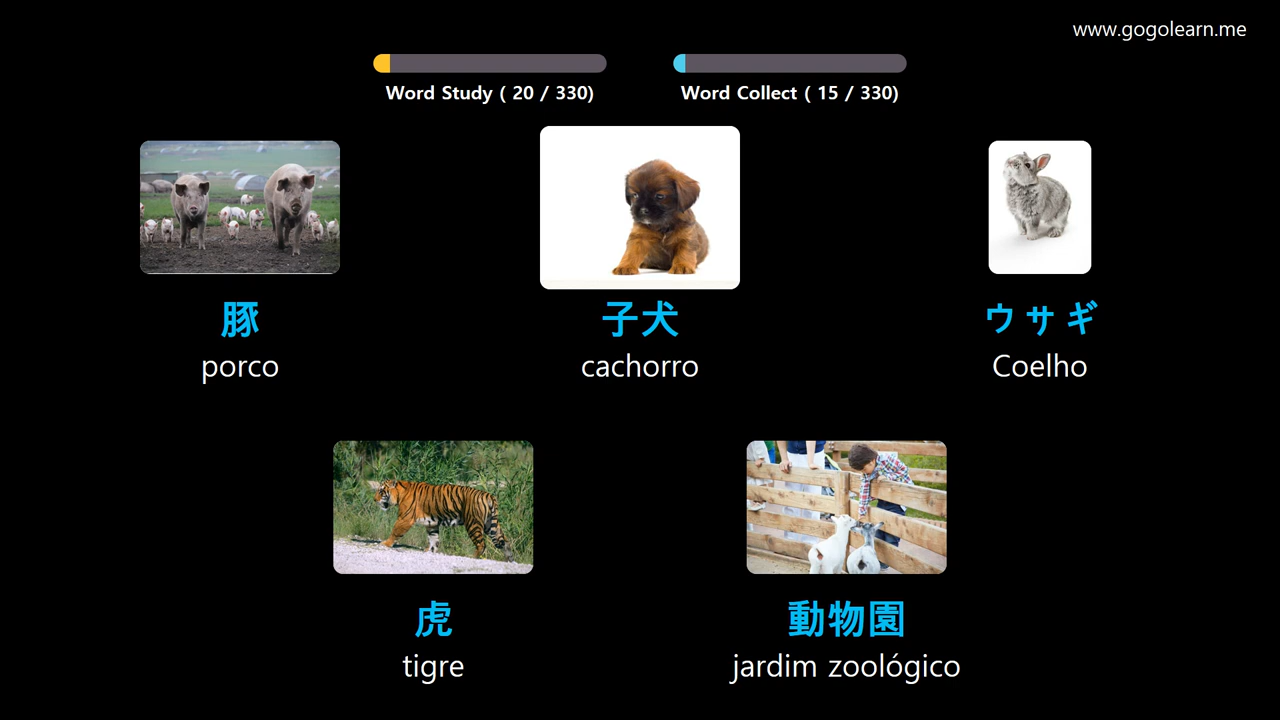 www.gogolearn.me
Word Study ( 20 / 330)
Word Collect ( 15 / 330)
豚
porco
子犬
cachorro
ウサギ
Coelho
虎
tigre
動物園
jardim zoológico